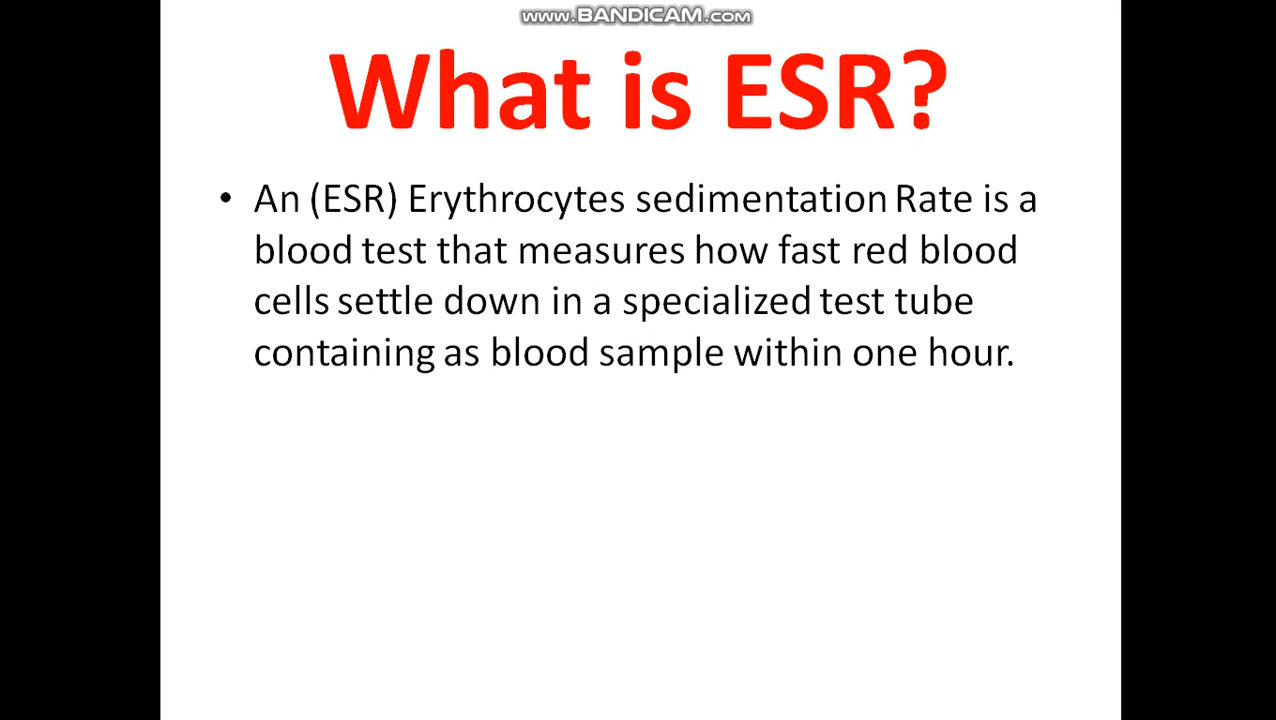 www.BANDICAM.com
What is ESR?
• An (ESR) Erythrocytes sedimentation Rate is a
blood test that measures how fast red blood
cells settle down in a specialized test tube
containing as blood sample within one hour.